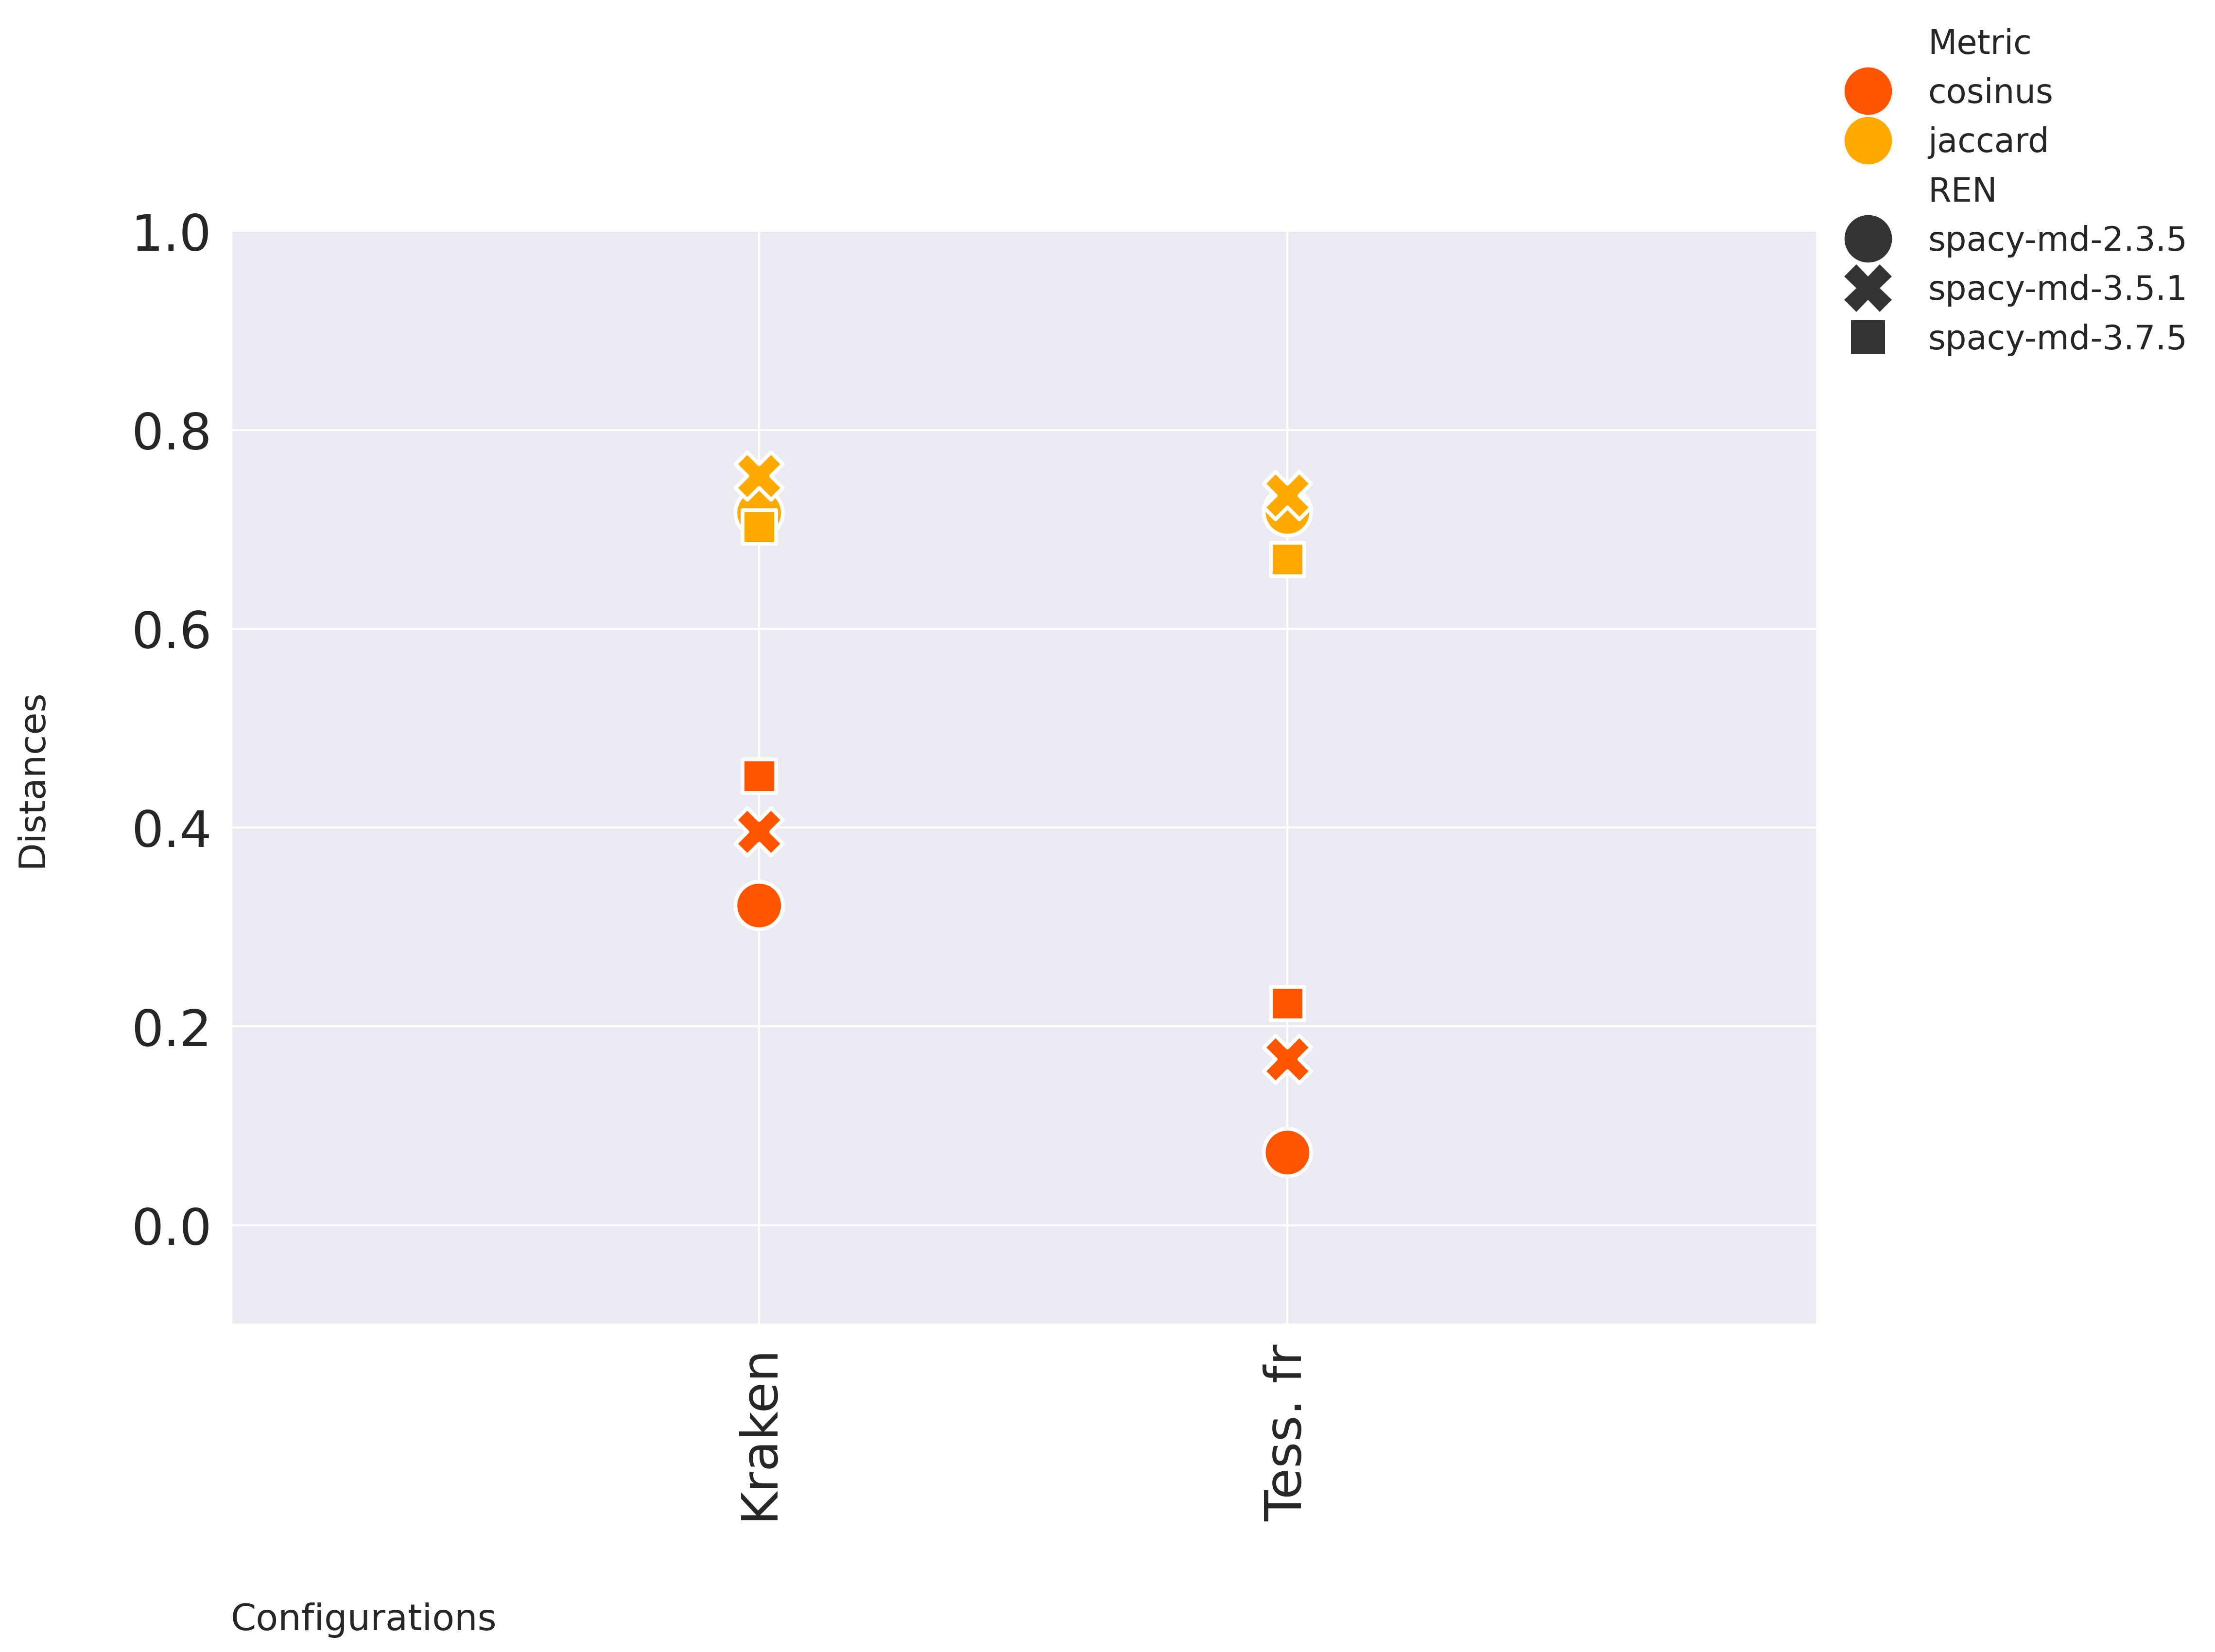 Metric
cosinus
jaccard
REN
spacy-md-2.3.5
spacy-md-3.5.1
spacy-md-3.7.5
1.0
0.8
0.6
0.4
0.2
0.0
Distances
Kraken
Tess. fr
Configurations